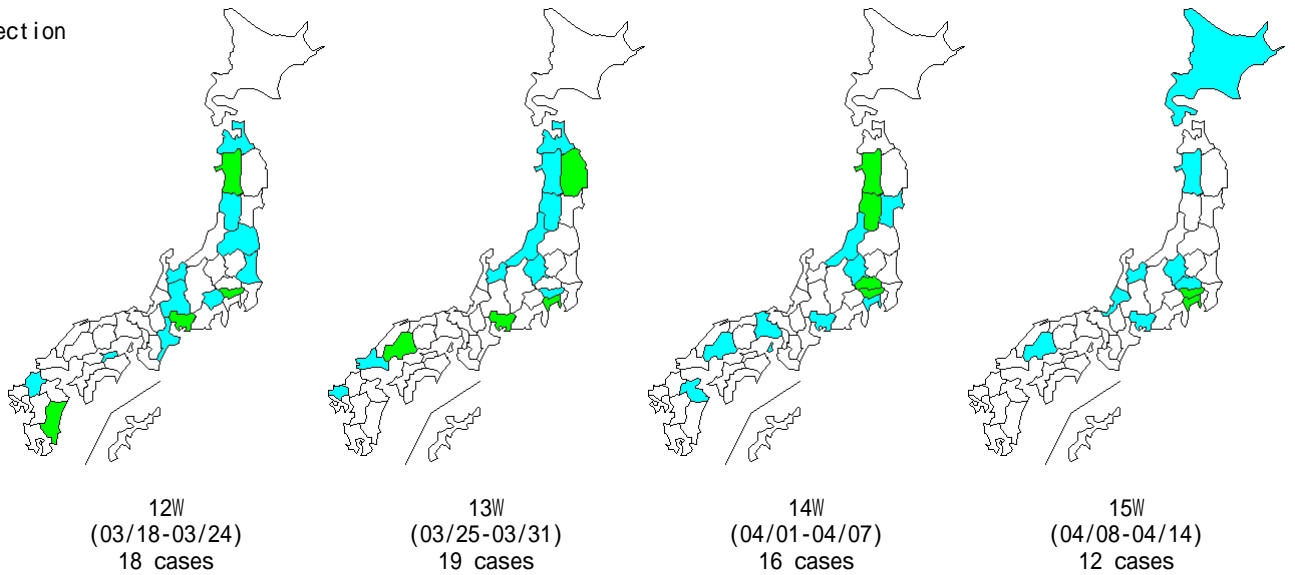 ection
12W
(03/18-03/24)
18 cases
13W
(03/25-03/31)
19 cases
14W
(04/01-04/07)
16 cases
15W
(04/08-04/14)
12 cases